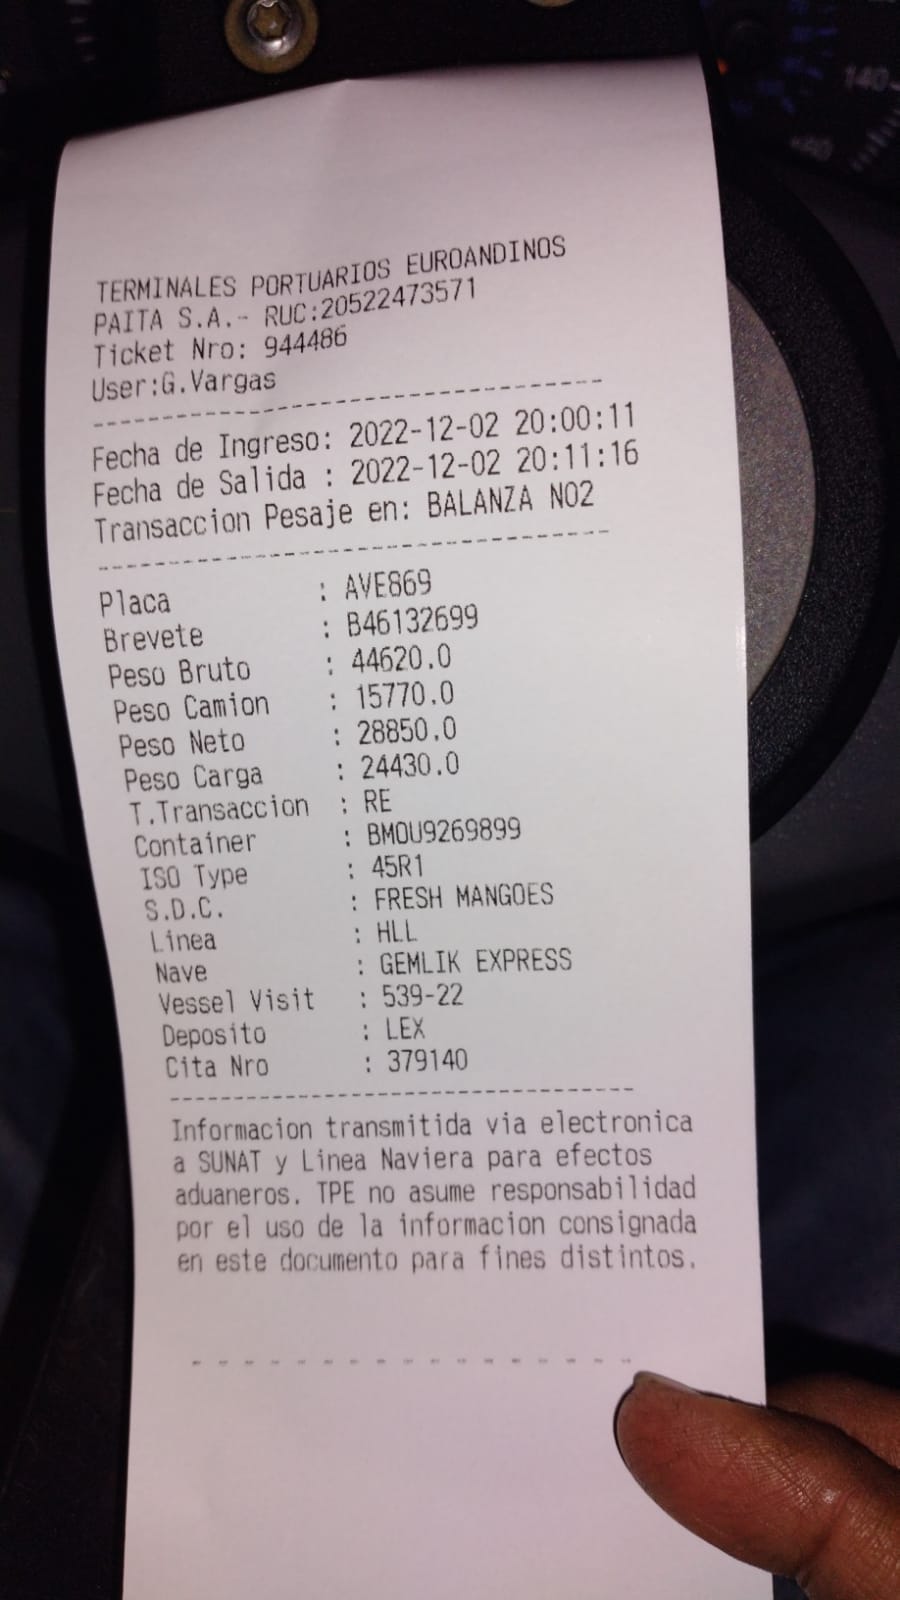 TERMINALES PORTUARIOS EUROANDINOS
PAITA S.A.- RUC:20522473571
Ticket Nro: 944486
User:G.Vargas
Fecha de Ingreso: 2022-12-02 20:00:11
Fecha de Salida : 2022-12-02 20:11:16
Transaccion Pesaje en: BALANZA NO2
Placa : AVE869
Brevete : B46132699
Peso Bruto : 44620.0
Peso Camion : 15770.0
Peso Neto : 28850.0
Peso Carga : 24430.0
T.Transaccion : RE
Container : BMOU9269899
ISO Type : 45R1
S.D.C. : FRESH MANGOES
Linea : HLL
Nave : GEMLIK EXPRESS
Vessel Visit : 539-22
Deposito : LEX
Cita Nro : 379140
Informacion transmitida via electronica
a SUNAT y Linea Naviera para efectos
aduaneros. TPE no asume responsabilidad
por el uso de la informacion consignada
en este documento para fines distintos.
140